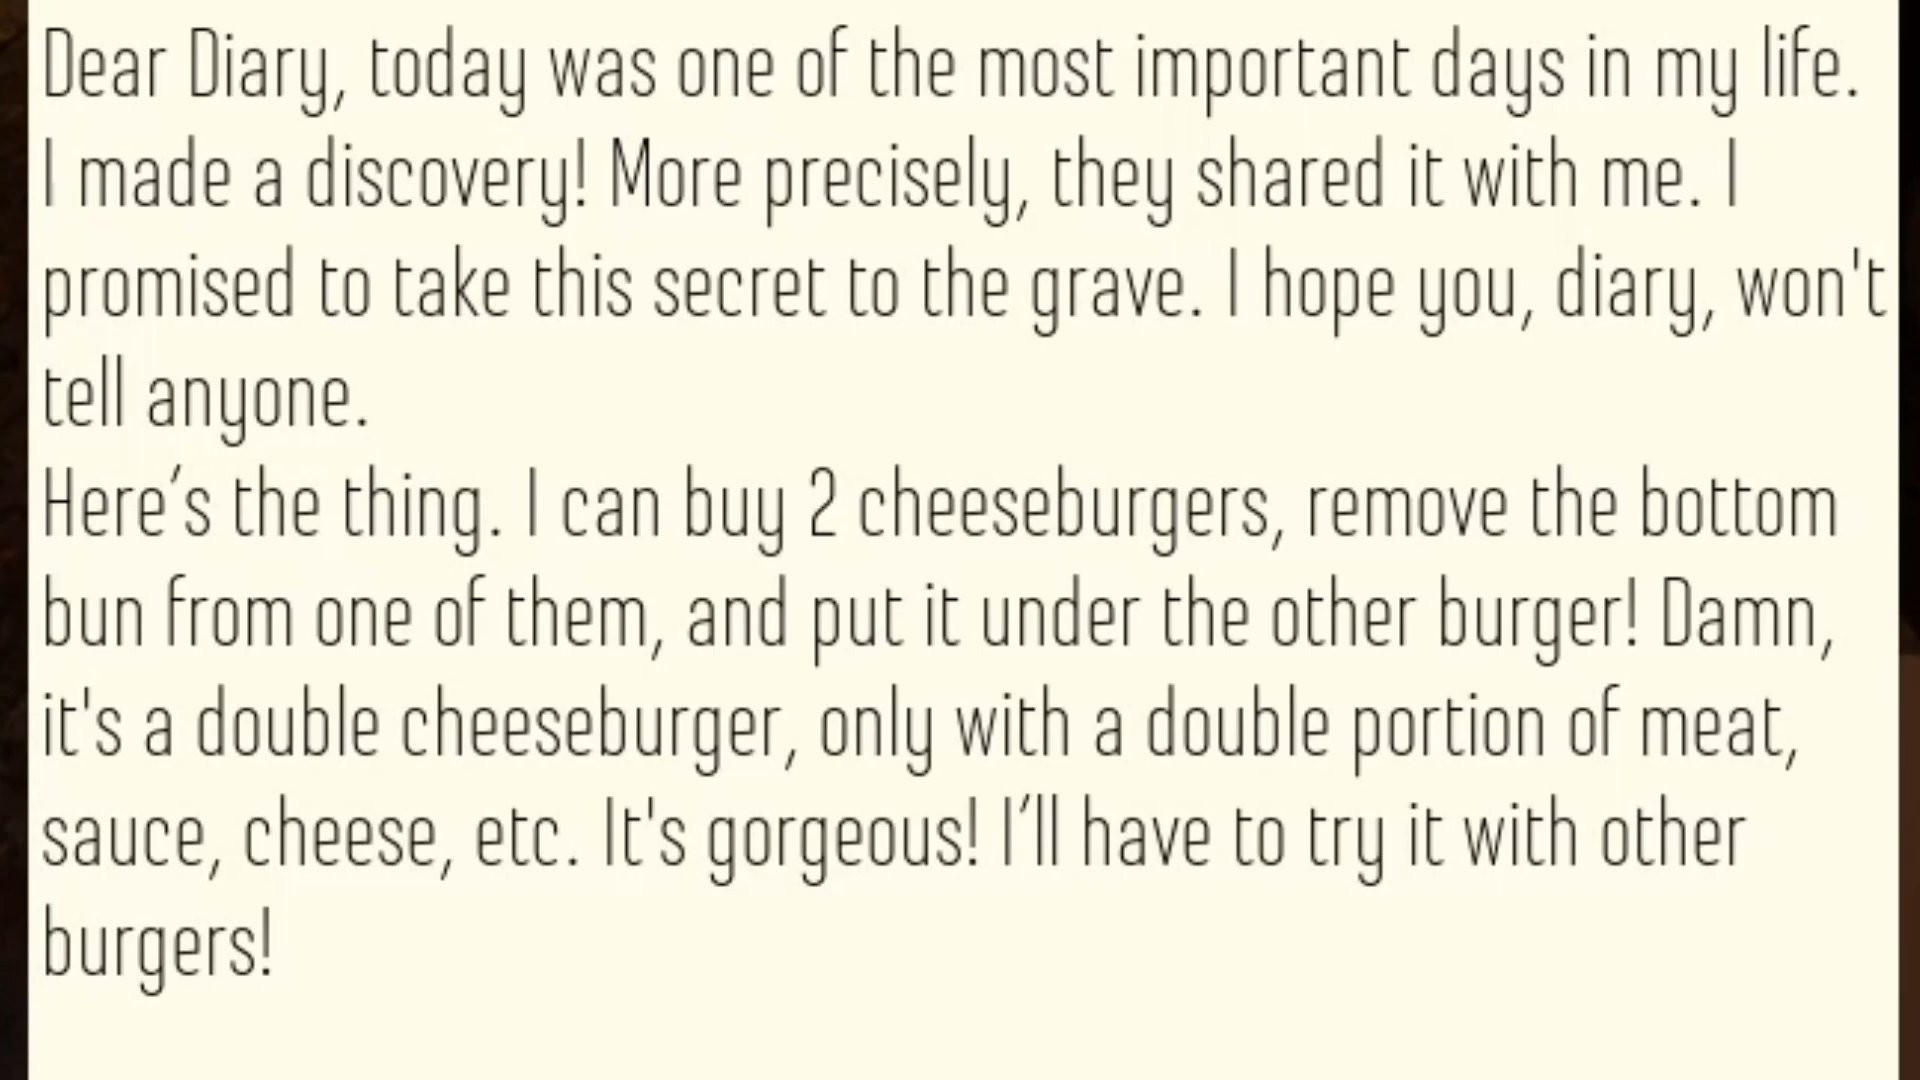 Dear Diary, today was one of the most important days in my life.
I made a discovery! More precisely, they shared it with me. I
promised to take this secret to the grave. I hope you, diary, won't
tell anyone.
Here’s the thing. I can buy 2 cheeseburgers, remove the bottom
bun from one of them, and put it under the other burger! Damn,
it's a double cheeseburger, only with a double portion of meat,
sauce, cheese, etc. It's gorgeous! I’ll have to try it with other
burgers!